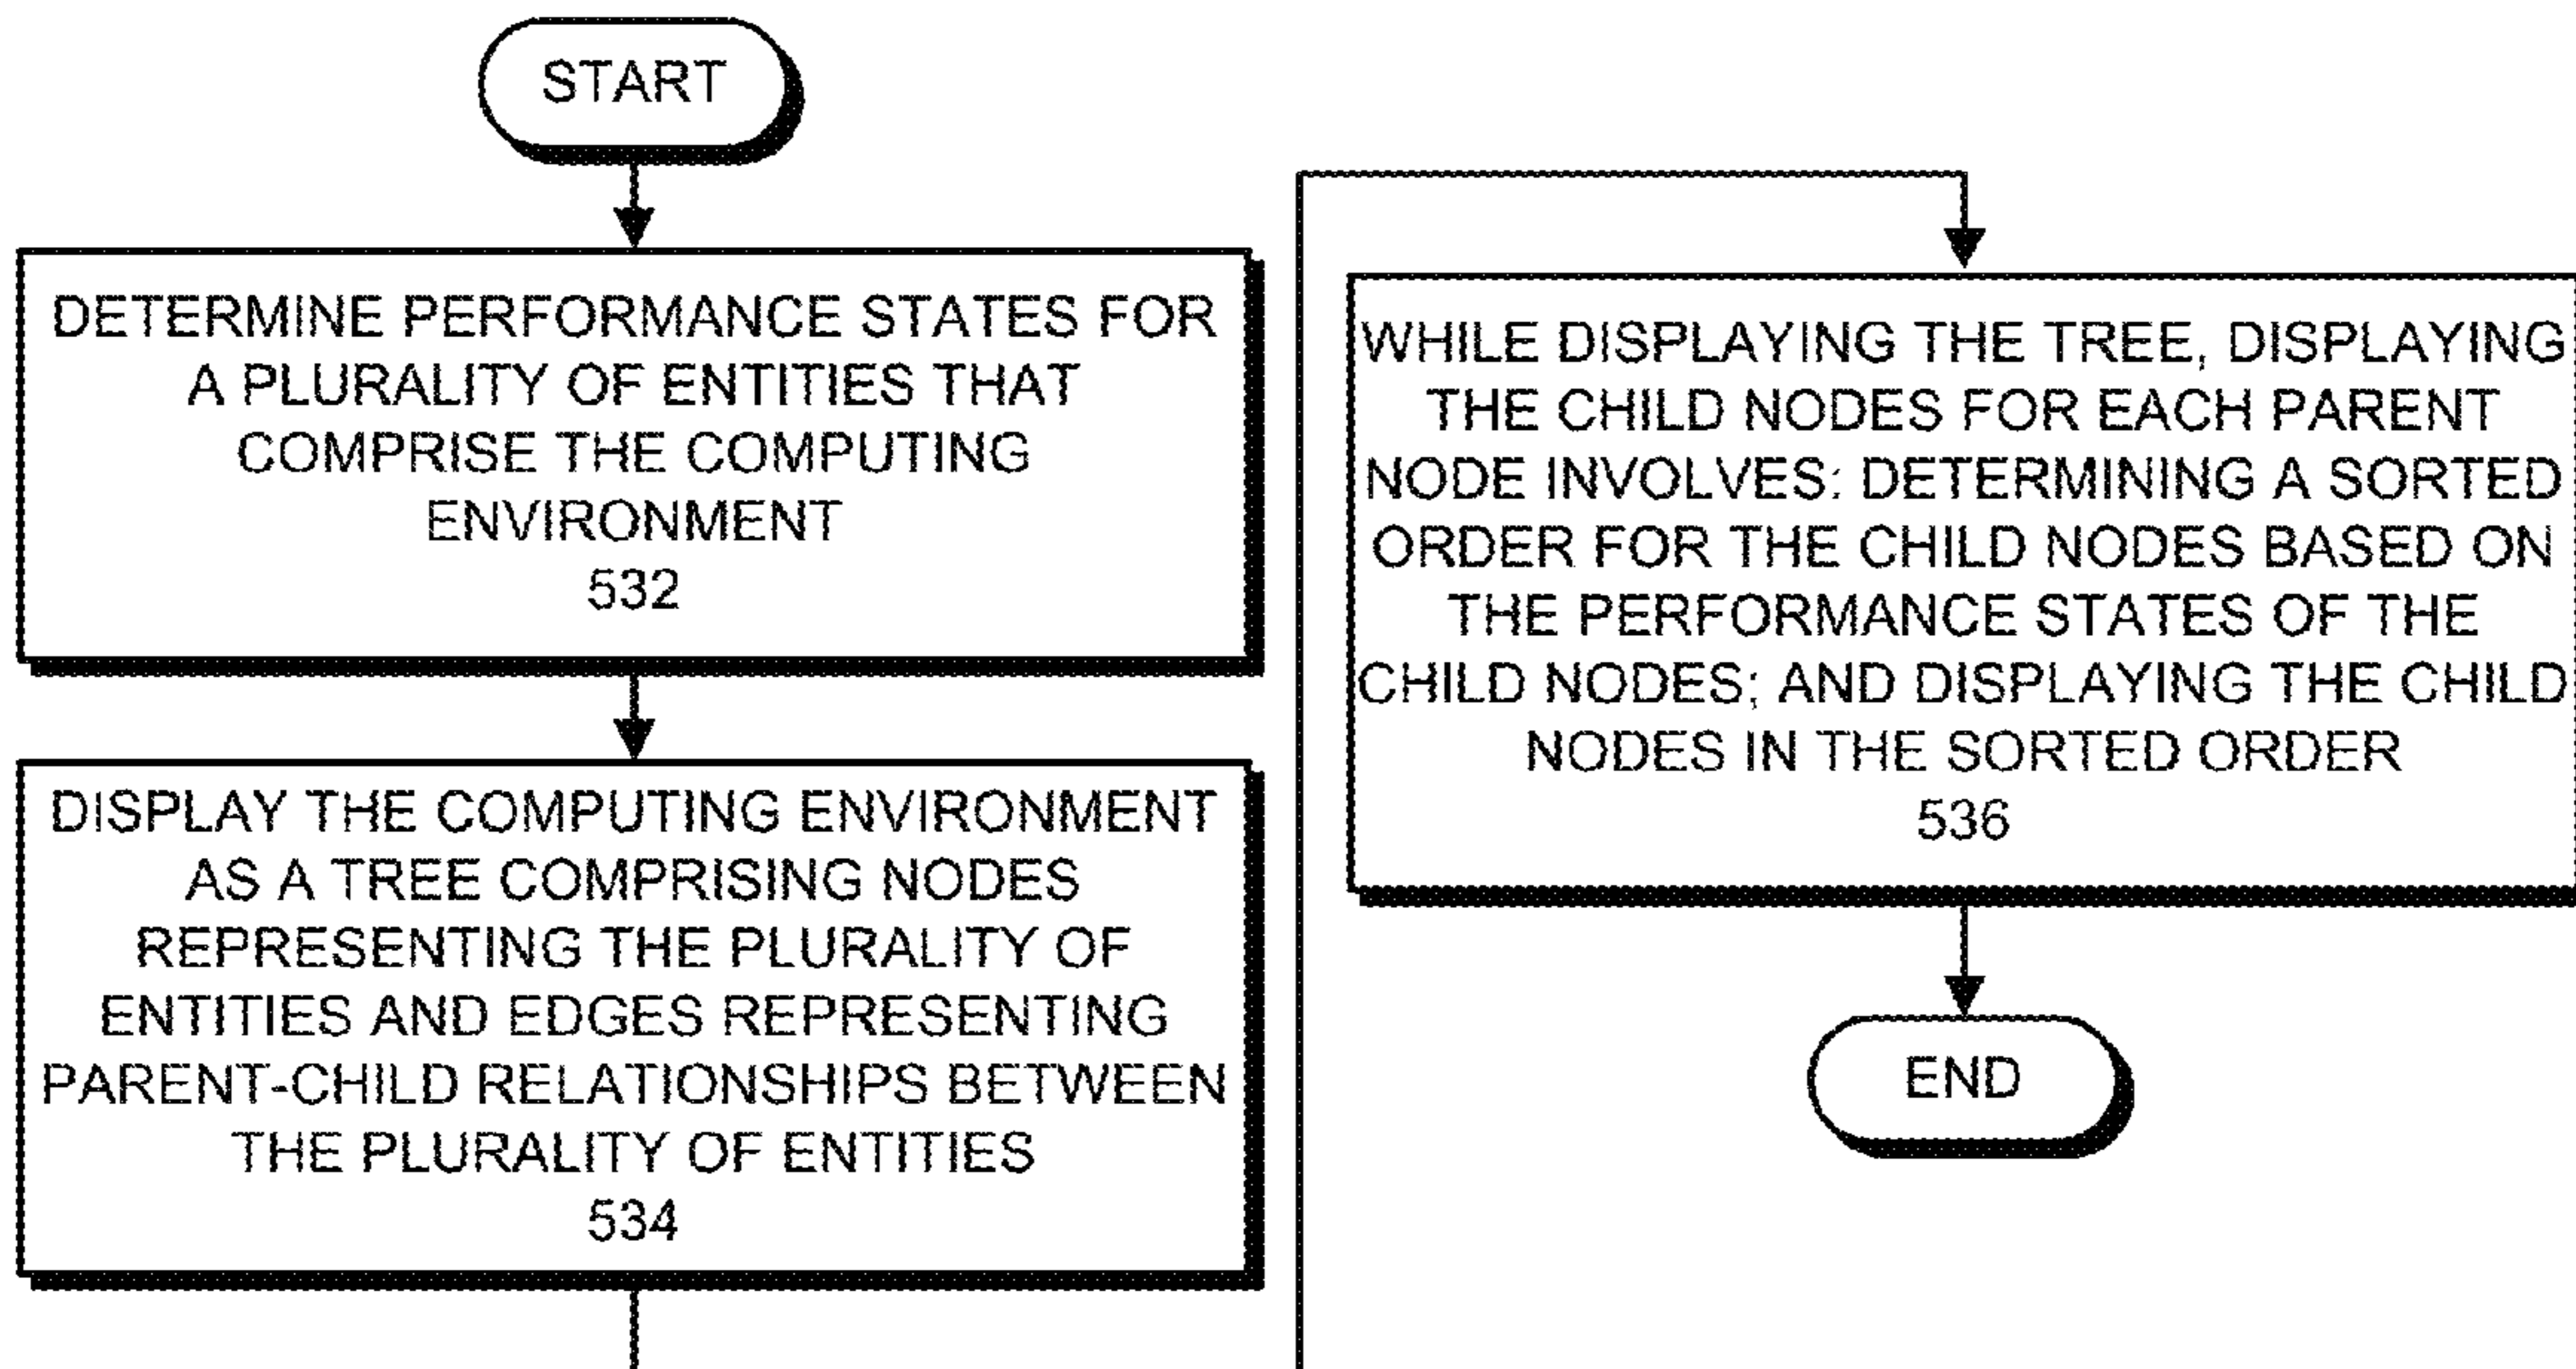 START
DETERMINE PERFORMANCE STATES FOR
A PLURALITY OF ENTITIES THAT
COMPRISE THE COMPUTING
ENVIRONMENT
532
DISPLAY THE COMPUTING ENVIRONMENT
AS A TREE COMPRISING NODES
REPRESENTING THE PLURALITY OF
ENTITIES AND EDGES REPRESENTING
PARENT-CHILD RELATIONSHIPS BETWEEN
THE PLURALITY OF ENTITIES
534
WHILE DISPLAYING THE TREE, DISPLAYING
THE CHILD NODES FOR EACH PARENT
NODE INVOLVES: DETERMINING A SORTED
ORDER FOR THE CHILD NODES BASED ON
THE PERFORMANCE STATES OF THE
CHILD NODES; AND DISPLAYING THE CHILD
NODES IN THE SORTED ORDER
536
END